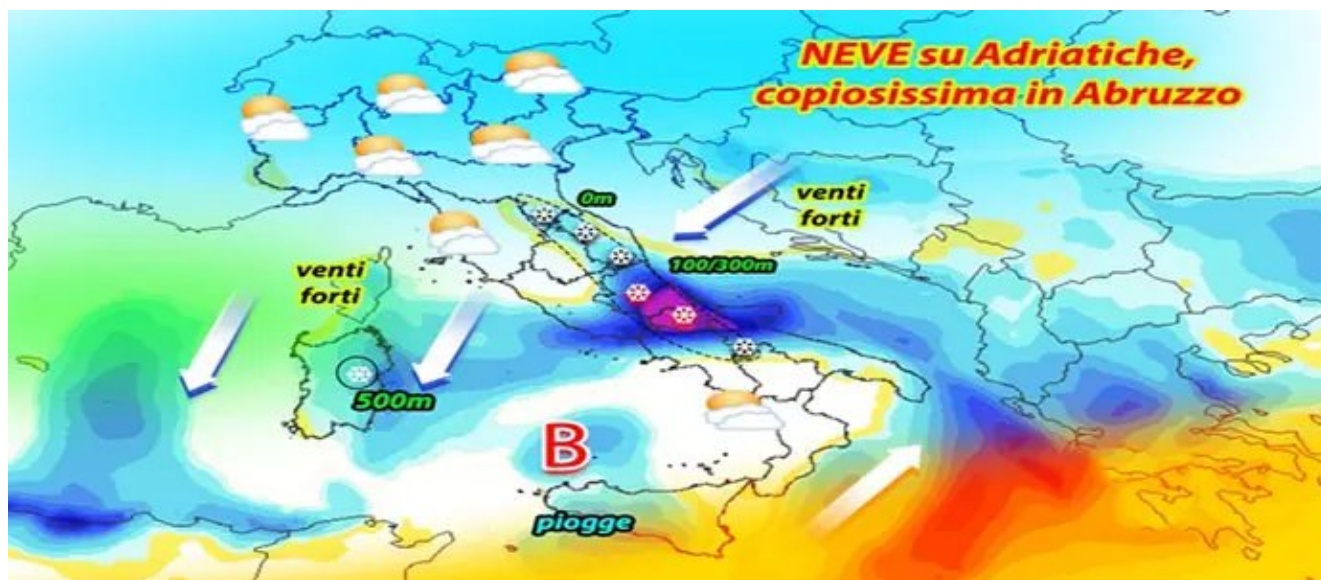 NEVE su Adriatiche,
copiosissima in Abruzzo
0m
venti
forti
100/300m
venti
forti
500m
B
piogge